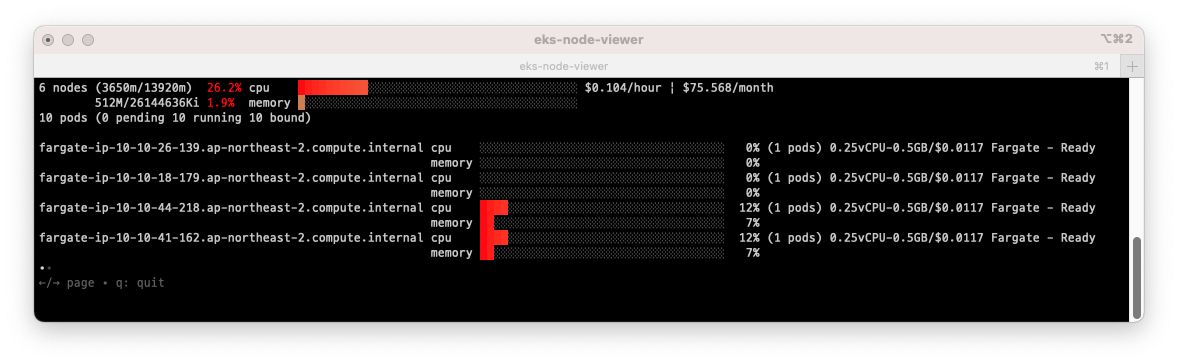 eks-node-viewer
⌥⌘2
eks-node-viewer
⌘1
+
6 nodes (3650m/13920m) 26.2% cpu $0.104/hour | $75.568/month
512M/26144636Ki 1.9% memory
10 pods (0 pending 10 running 10 bound)
fargate-ip-10-10-26-139.ap-northeast-2.compute.internal cpu 0% (1 pods) 0.25vCPU-0.5GB/$0.0117 Fargate - Ready
memory 0%
fargate-ip-10-10-18-179.ap-northeast-2.compute.internal cpu 0% (1 pods) 0.25vCPU-0.5GB/$0.0117 Fargate - Ready
memory 0%
fargate-ip-10-10-44-218.ap-northeast-2.compute.internal cpu 12% (1 pods) 0.25vCPU-0.5GB/$0.0117 Fargate - Ready
memory 7%
fargate-ip-10-10-41-162.ap-northeast-2.compute.internal cpu 12% (1 pods) 0.25vCPU-0.5GB/$0.0117 Fargate - Ready
memory 7%
••
←/→ page • q: quit